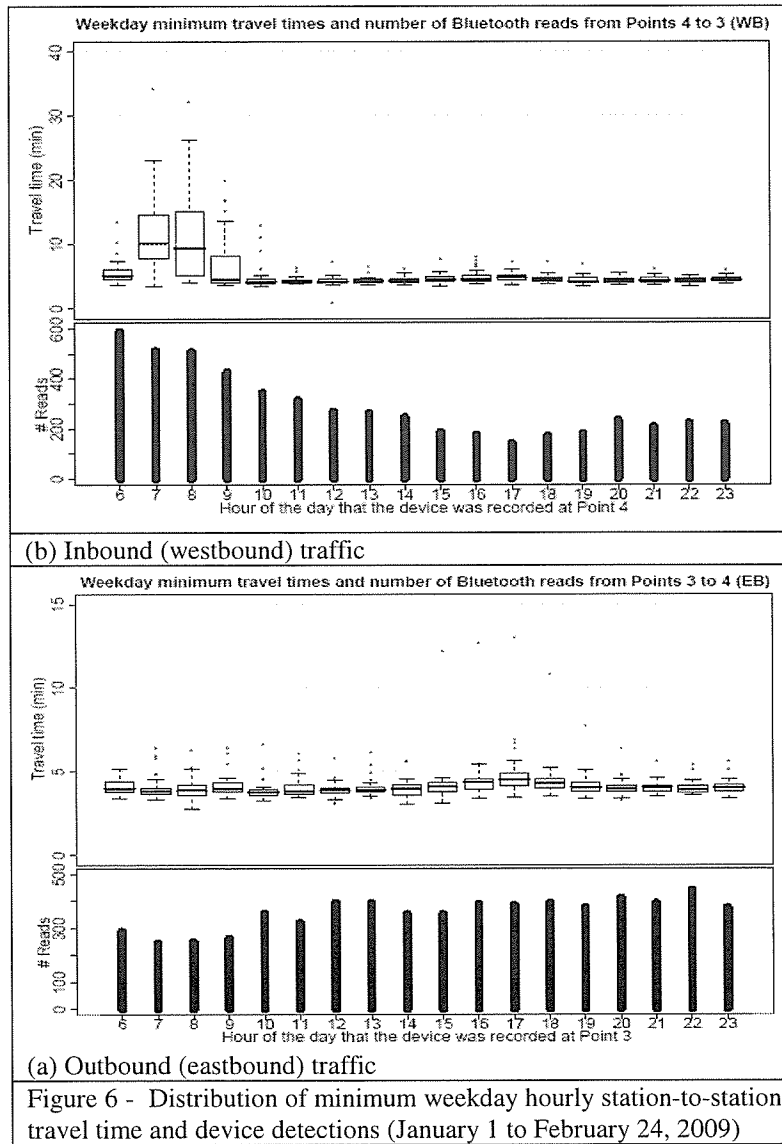 Weekday minimum travel times and number of Bluetooth reads from Points 4 to 3 (WB)
Travel time (min)
40
30
20
10
0
# Reads
600
400
200
0
6 7 8 9 10 11 12 13 14 15 16 17 18 19 20 21 22 23
Hour of the day that the device was recorded at Point 4
(b) Inbound (westbound) traffic
Weekday minimum travel times and number of Bluetooth reads from Points 3 to 4 (EB)
Travel time (min)
15
10
5
0
# Reads
500
300
100
0
6 7 8 9 10 11 12 13 14 15 16 17 18 19 20 21 22 23
Hour of the day that the device was recorded at Point 3
(a) Outbound (eastbound) traffic
Figure 6 - Distribution of minimum weekday hourly station-to-station
travel time and device detections (January 1 to February 24, 2009)